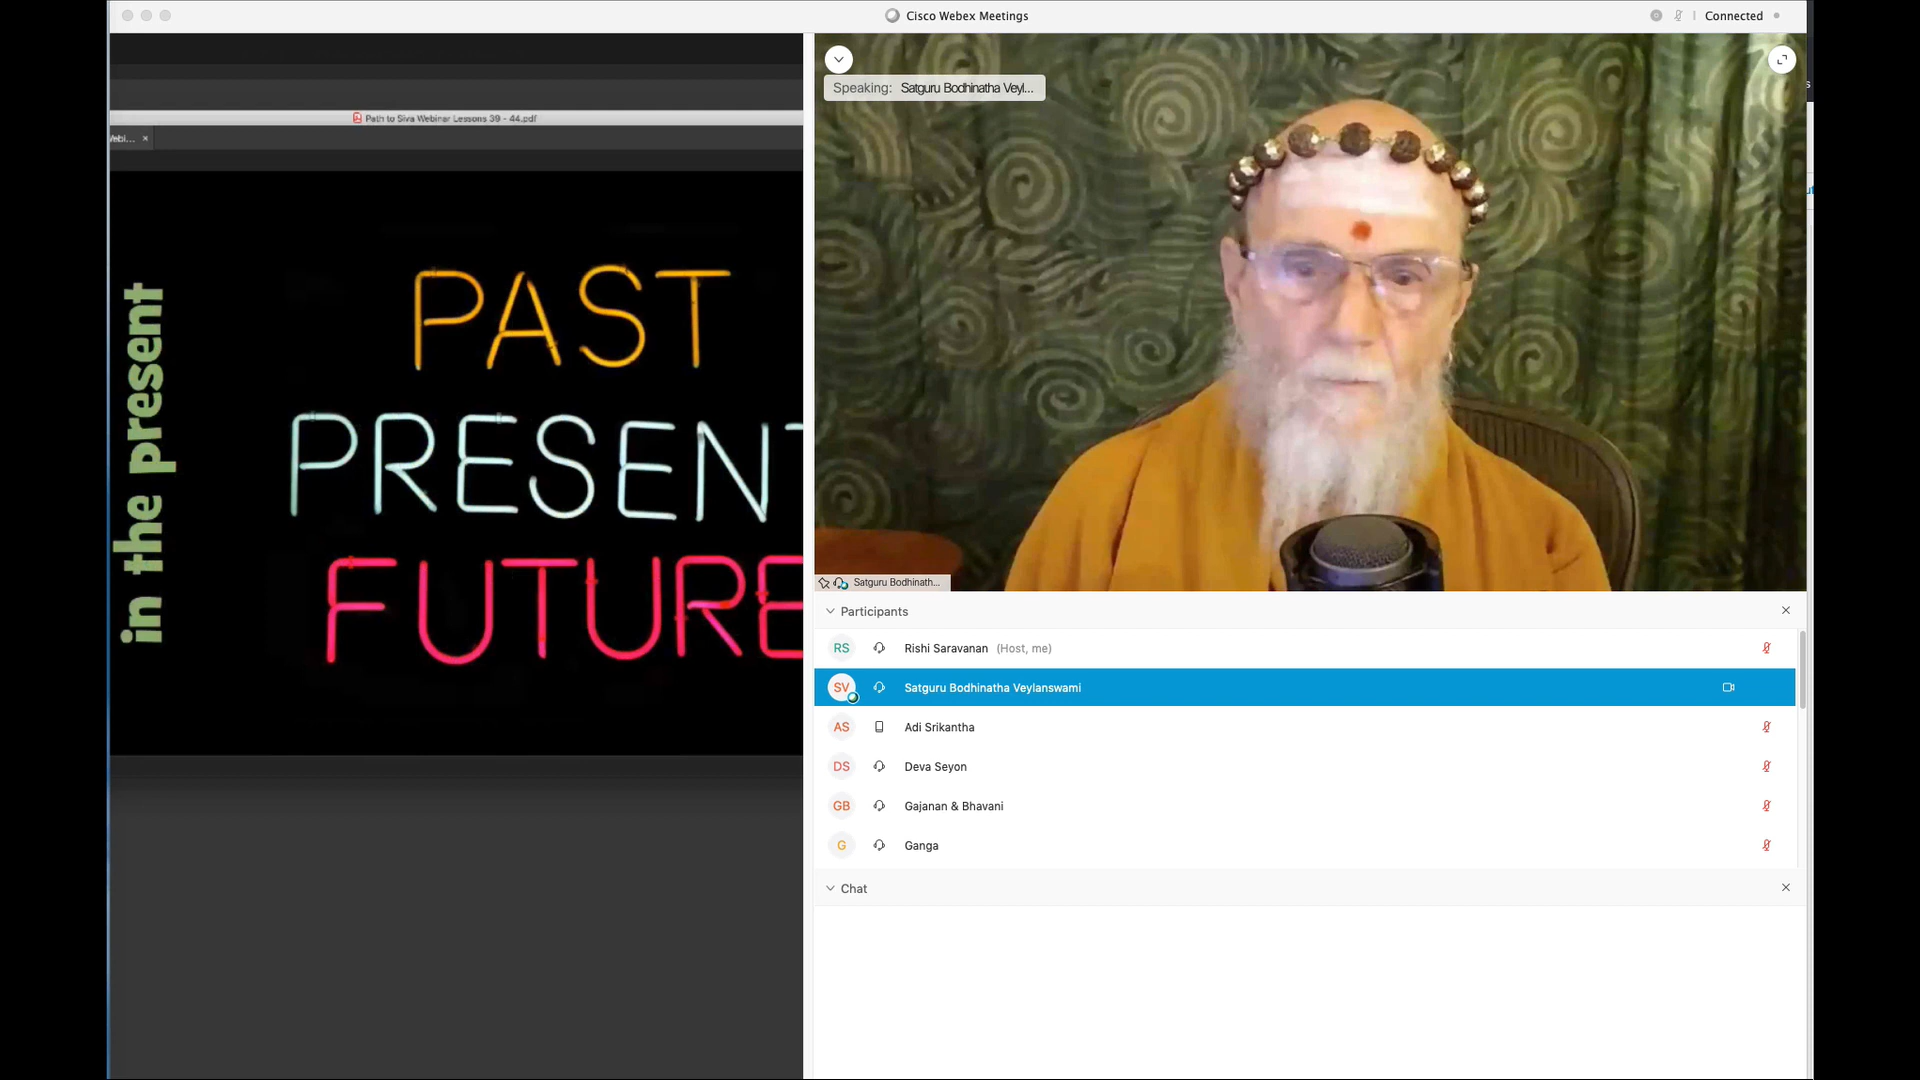 Cisco Webex Meetings
Connected
Path to Siva Webinar Lessons 39 - 44.pdf
in the present
PAST
PRESENT
FUTURE
Speaking: Satguru Bodhinatha Veyl...
Satguru Bodhinath...
Participants
RS Rishi Saravanan (Host, me)
SV Satguru Bodhinatha Veylanswami
AS Adi Srikantha
DS Deva Seyon
GB Gajanan & Bhavani
G Ganga
Chat